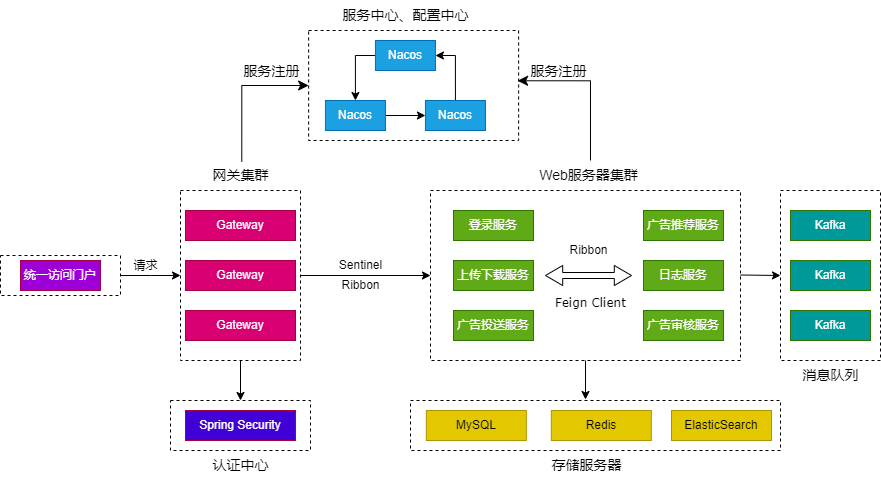 服务中心、配置中心
Nacos
服务注册
服务注册
Nacos
Nacos
网关集群
Web服务器集群
Gateway
登录服务
广告推荐服务
Kafka
Ribbon
统一访问门户
请求
Gateway
Sentinel
Ribbon
上传下载服务
日志服务
Kafka
Feign Client
Gateway
广告投送服务
广告审核服务
Kafka
消息队列
Spring Security
MySQL
Redis
ElasticSearch
认证中心
存储服务器